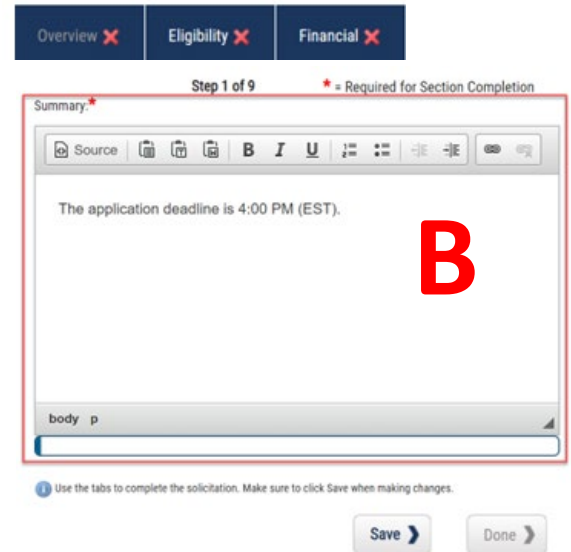 Overview Eligibility Financial
Step 1 of 9 * = Required for Section Completion
Summary:*
Source B I U
The application deadline is 4:00 PM (EST).
B
body p
Use the tabs to complete the solicitation. Make sure to click Save when making changes.
Save Done